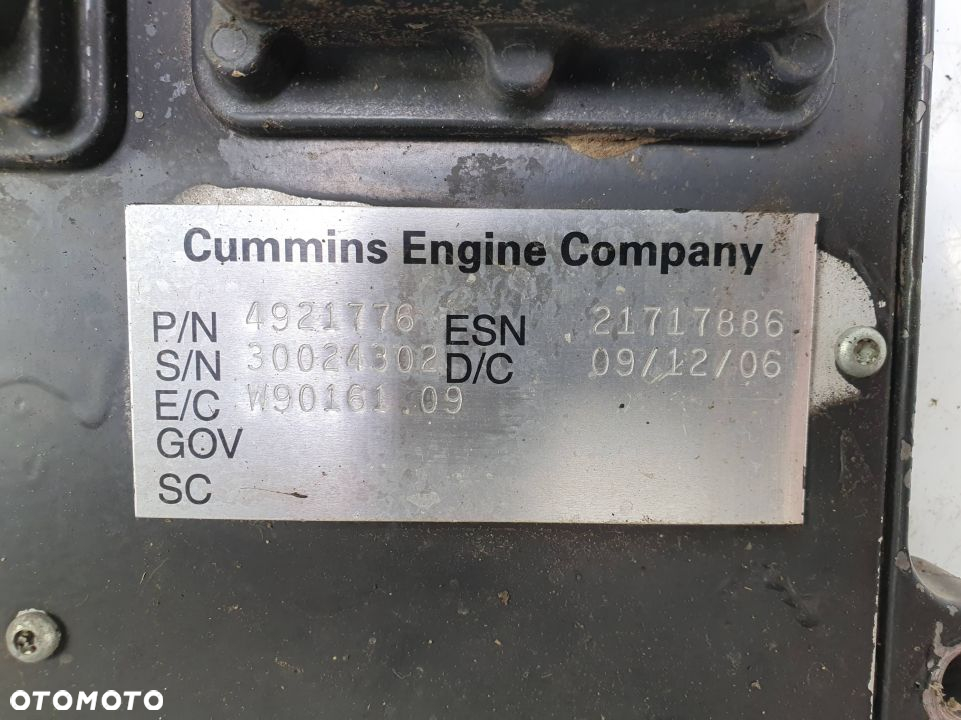 Cummins Engine Company
P/N 4921776 ESN 21717886
S/N 30024302 D/C 09/12/06
E/C W90161.09
GOV
SC
OTOMOTO